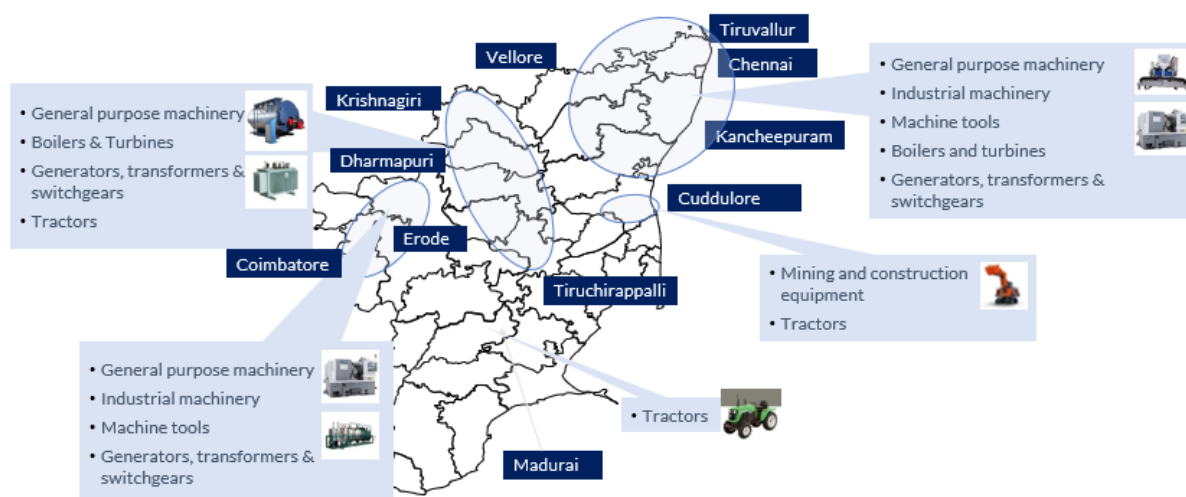 Tiruvallur
Vellore
Chennai
Krishnagiri
Kancheepuram
Dharmapuri
Cuddulore
Erode
Coimbatore
Tiruchirappalli
Madurai
• General purpose machinery
• Boilers & Turbines
• Generators, transformers &
switchgears
• Tractors
• General purpose machinery
• Industrial machinery
• Machine tools
• Boilers and turbines
• Generators, transformers &
switchgears
• Mining and construction
equipment
• Tractors
• General purpose machinery
• Industrial machinery
• Machine tools
• Generators, transformers &
switchgears
• Tractors